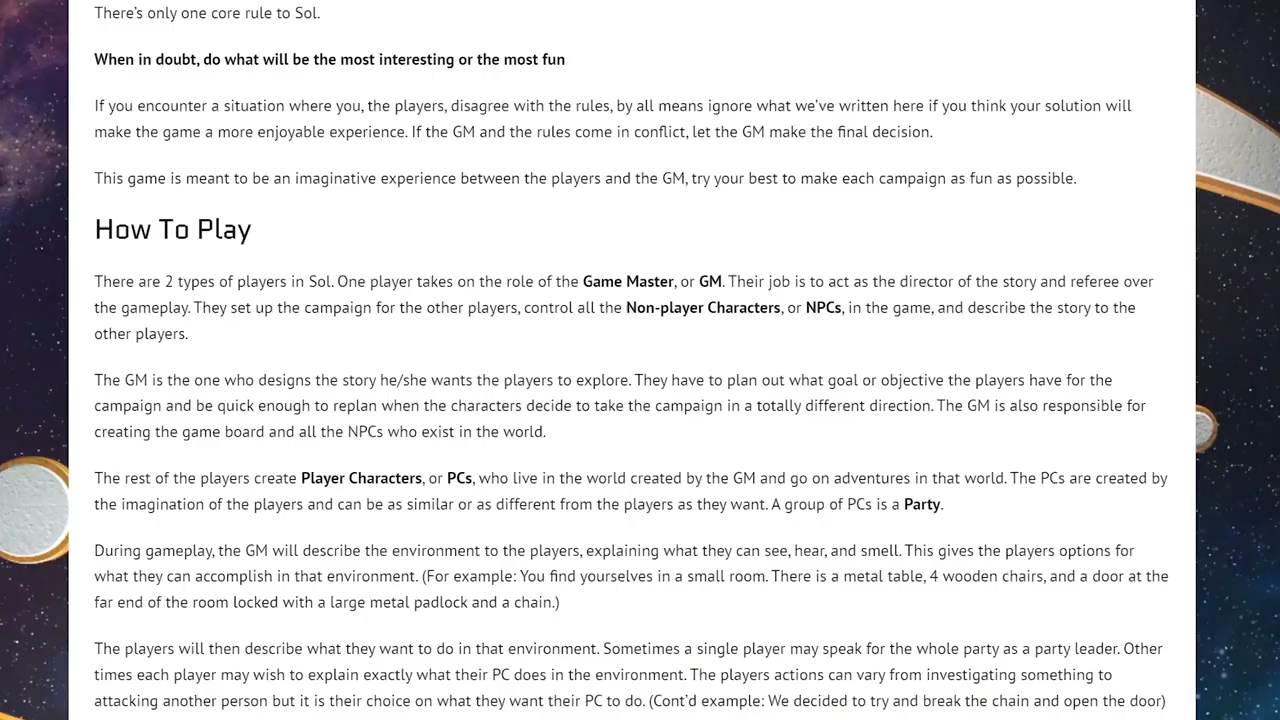 There's only one core rule to Sol.
When in doubt, do what will be the most interesting or the most fun
If you encounter a situation where you, the players, disagree with the rules, by all means ignore what we've written here if you think your solution will
make the game a more enjoyable experience. If the GM and the rules come in conflict, let the GM make the final decision.
This game is meant to be an imaginative experience between the players and the GM, try your best to make each campaign as fun as possible.
How To Play
There are 2 types of players in Sol. One player takes on the role of the Game Master, or GM. Their job is to act as the director of the story and referee over
the gameplay. They set up the campaign for the other players, control all the Non-player Characters, or NPCs, in the game, and describe the story to the
other players.
The GM is the one who designs the story he/she wants the players to explore. They have to plan out what goal or objective the players have for the
campaign and be quick enough to replan when the characters decide to take the campaign in a totally different direction. The GM is also responsible for
creating the game board and all the NPCs who exist in the world.
The rest of the players create Player Characters, or PCs, who live in the world created by the GM and go on adventures in that world. The PCs are created by
the imagination of the players and can be as similar or as different from the players as they want. A group of PCs is a Party.
During gameplay, the GM will describe the environment to the players, explaining what they can see, hear, and smell. This gives the players options for
what they can accomplish in that environment. (For example: You find yourselves in a small room. There is a metal table, 4 wooden chairs, and a door at the
far end of the room locked with a large metal padlock and a chain.)
The players will then describe what they want to do in that environment. Sometimes a single player may speak for the whole party as a party leader. Other
times each player may wish to explain exactly what their PC does in the environment. The players actions can vary from investigating something to
attacking another person but it is their choice on what they want their PC to do. (Cont'd example: We decided to try and break the chain and open the door)